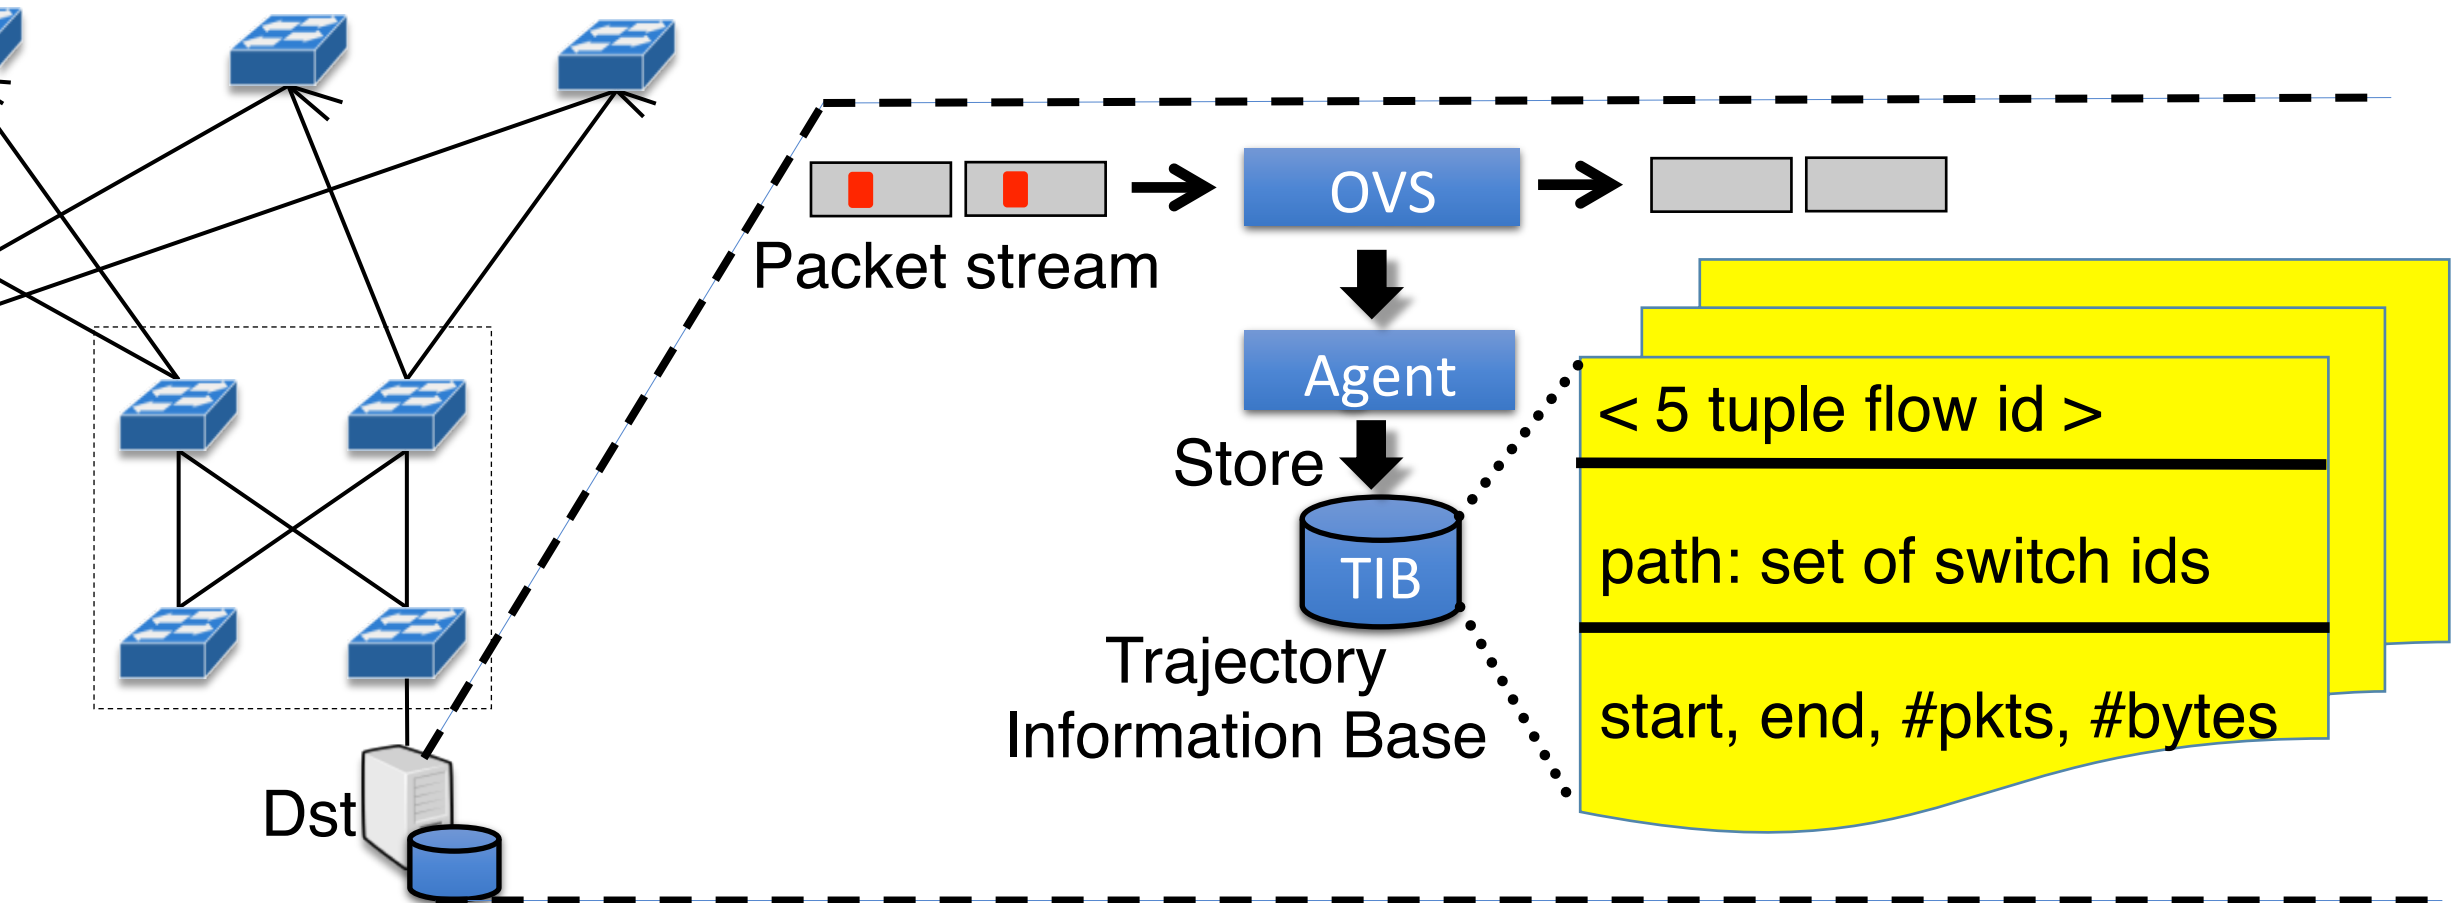 OVS
Packet stream
Agent
Store
TIB
Trajectory
Information Base
< 5 tuple flow id >
path: set of switch ids
start, end, #pkts, #bytes
Dst